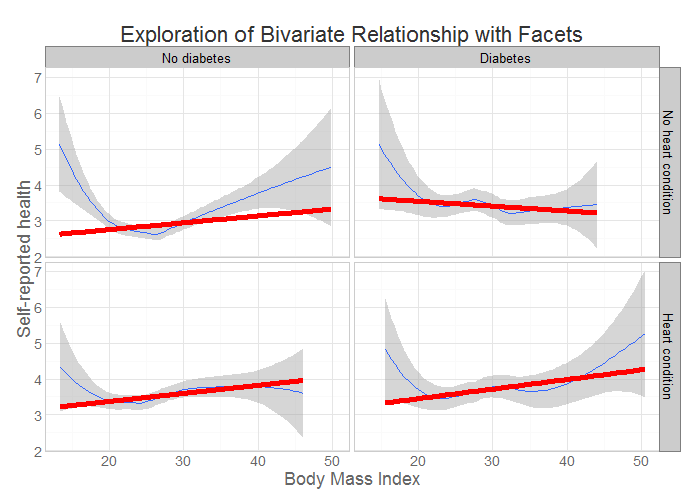 Exploration of Bivariate Relationship with Facets
No diabetes
Diabetes
7
6
5
4
3
2
No heart condition
7
6
5
4
3
2
Heart condition
Self-reported health
20
30
40
50
20
30
40
50
Body Mass Index